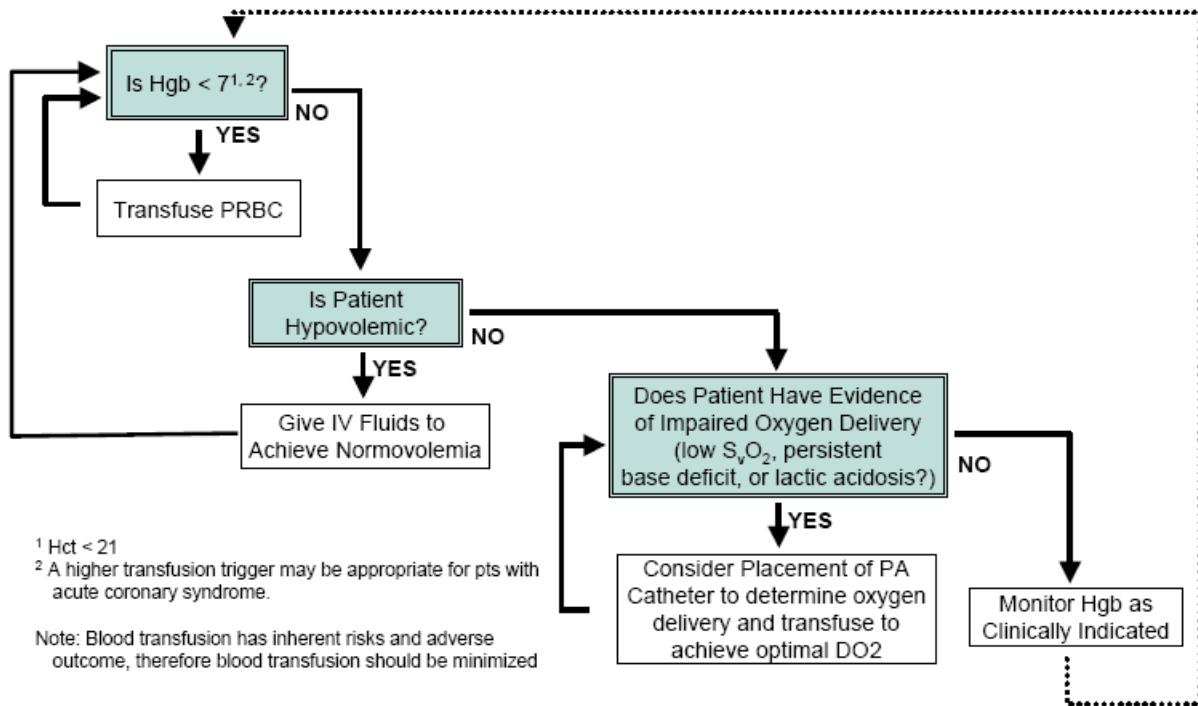 Is Hgb < 7¹, ²?
NO
YES
Transfuse PRBC
Is Patient
Hypovolemic?
NO
YES
Give IV Fluids to
Achieve Normovolemia
Does Patient Have Evidence
of Impaired Oxygen Delivery
(low SᵥO₂, persistent
base deficit, or lactic acidosis?)
NO
YES
Consider Placement of PA
Catheter to determine oxygen
delivery and transfuse to
achieve optimal DO2
Monitor Hgb as
Clinically Indicated
¹ Hct < 21
² A higher transfusion trigger may be appropriate for pts with
acute coronary syndrome.
Note: Blood transfusion has inherent risks and adverse
outcome, therefore blood transfusion should be minimized